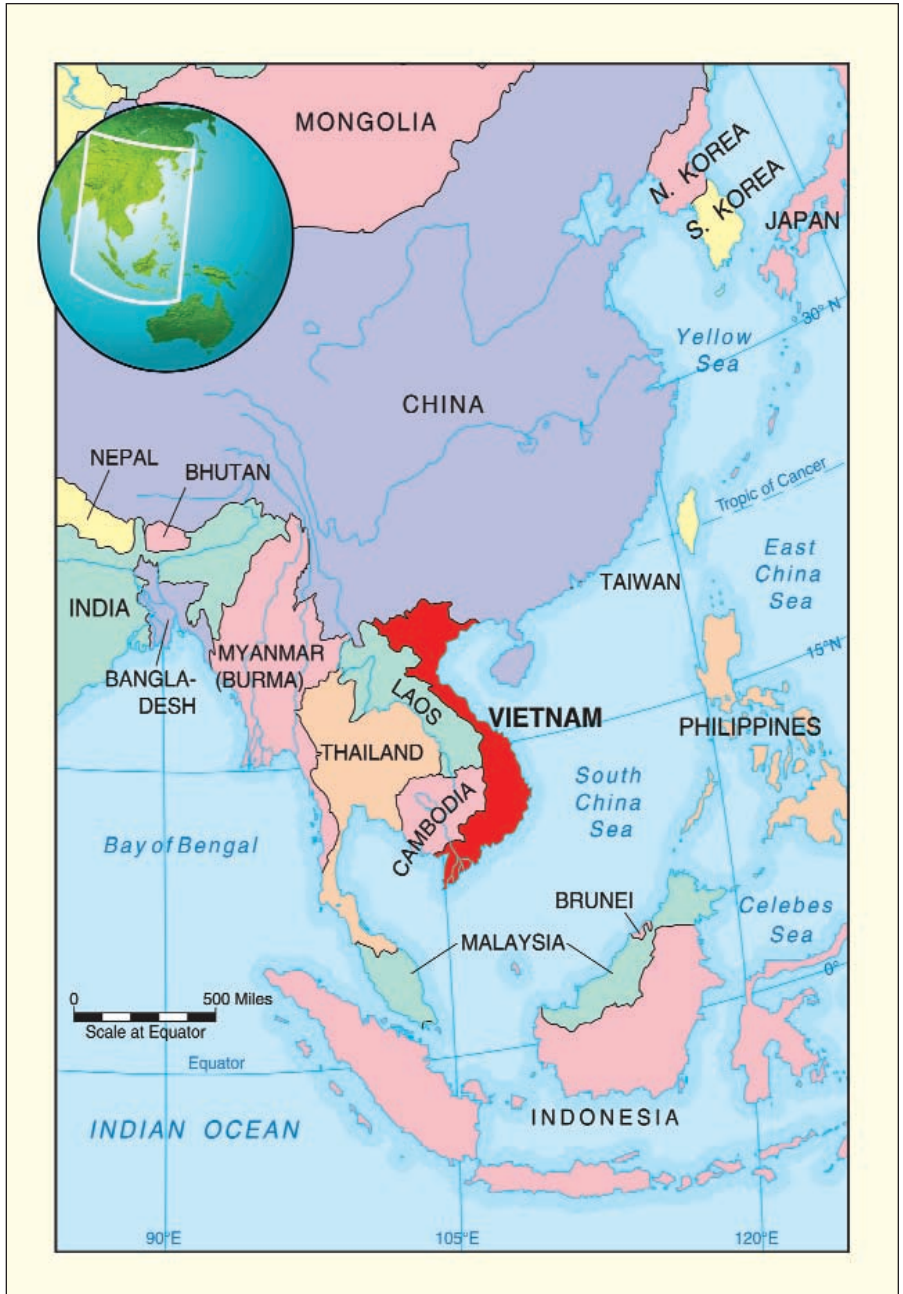 MONGOLIA
N. KOREA
S. KOREA
JAPAN
30° N
Yellow
Sea
CHINA
NEPAL
BHUTAN
Tropic of Cancer
East
China
Sea
TAIWAN
INDIA
15°N
MYANMAR
(BURMA)
BANGLA-
DESH
LAOS
VIETNAM
PHILIPPINES
THAILAND
South
China
Sea
CAMBODIA
Bay of Bengal
BRUNEI
Celebes
Sea
MALAYSIA
0°
0 500 Miles
Scale at Equator
Equator
INDONESIA
INDIAN OCEAN
90°E 105°E 120°E